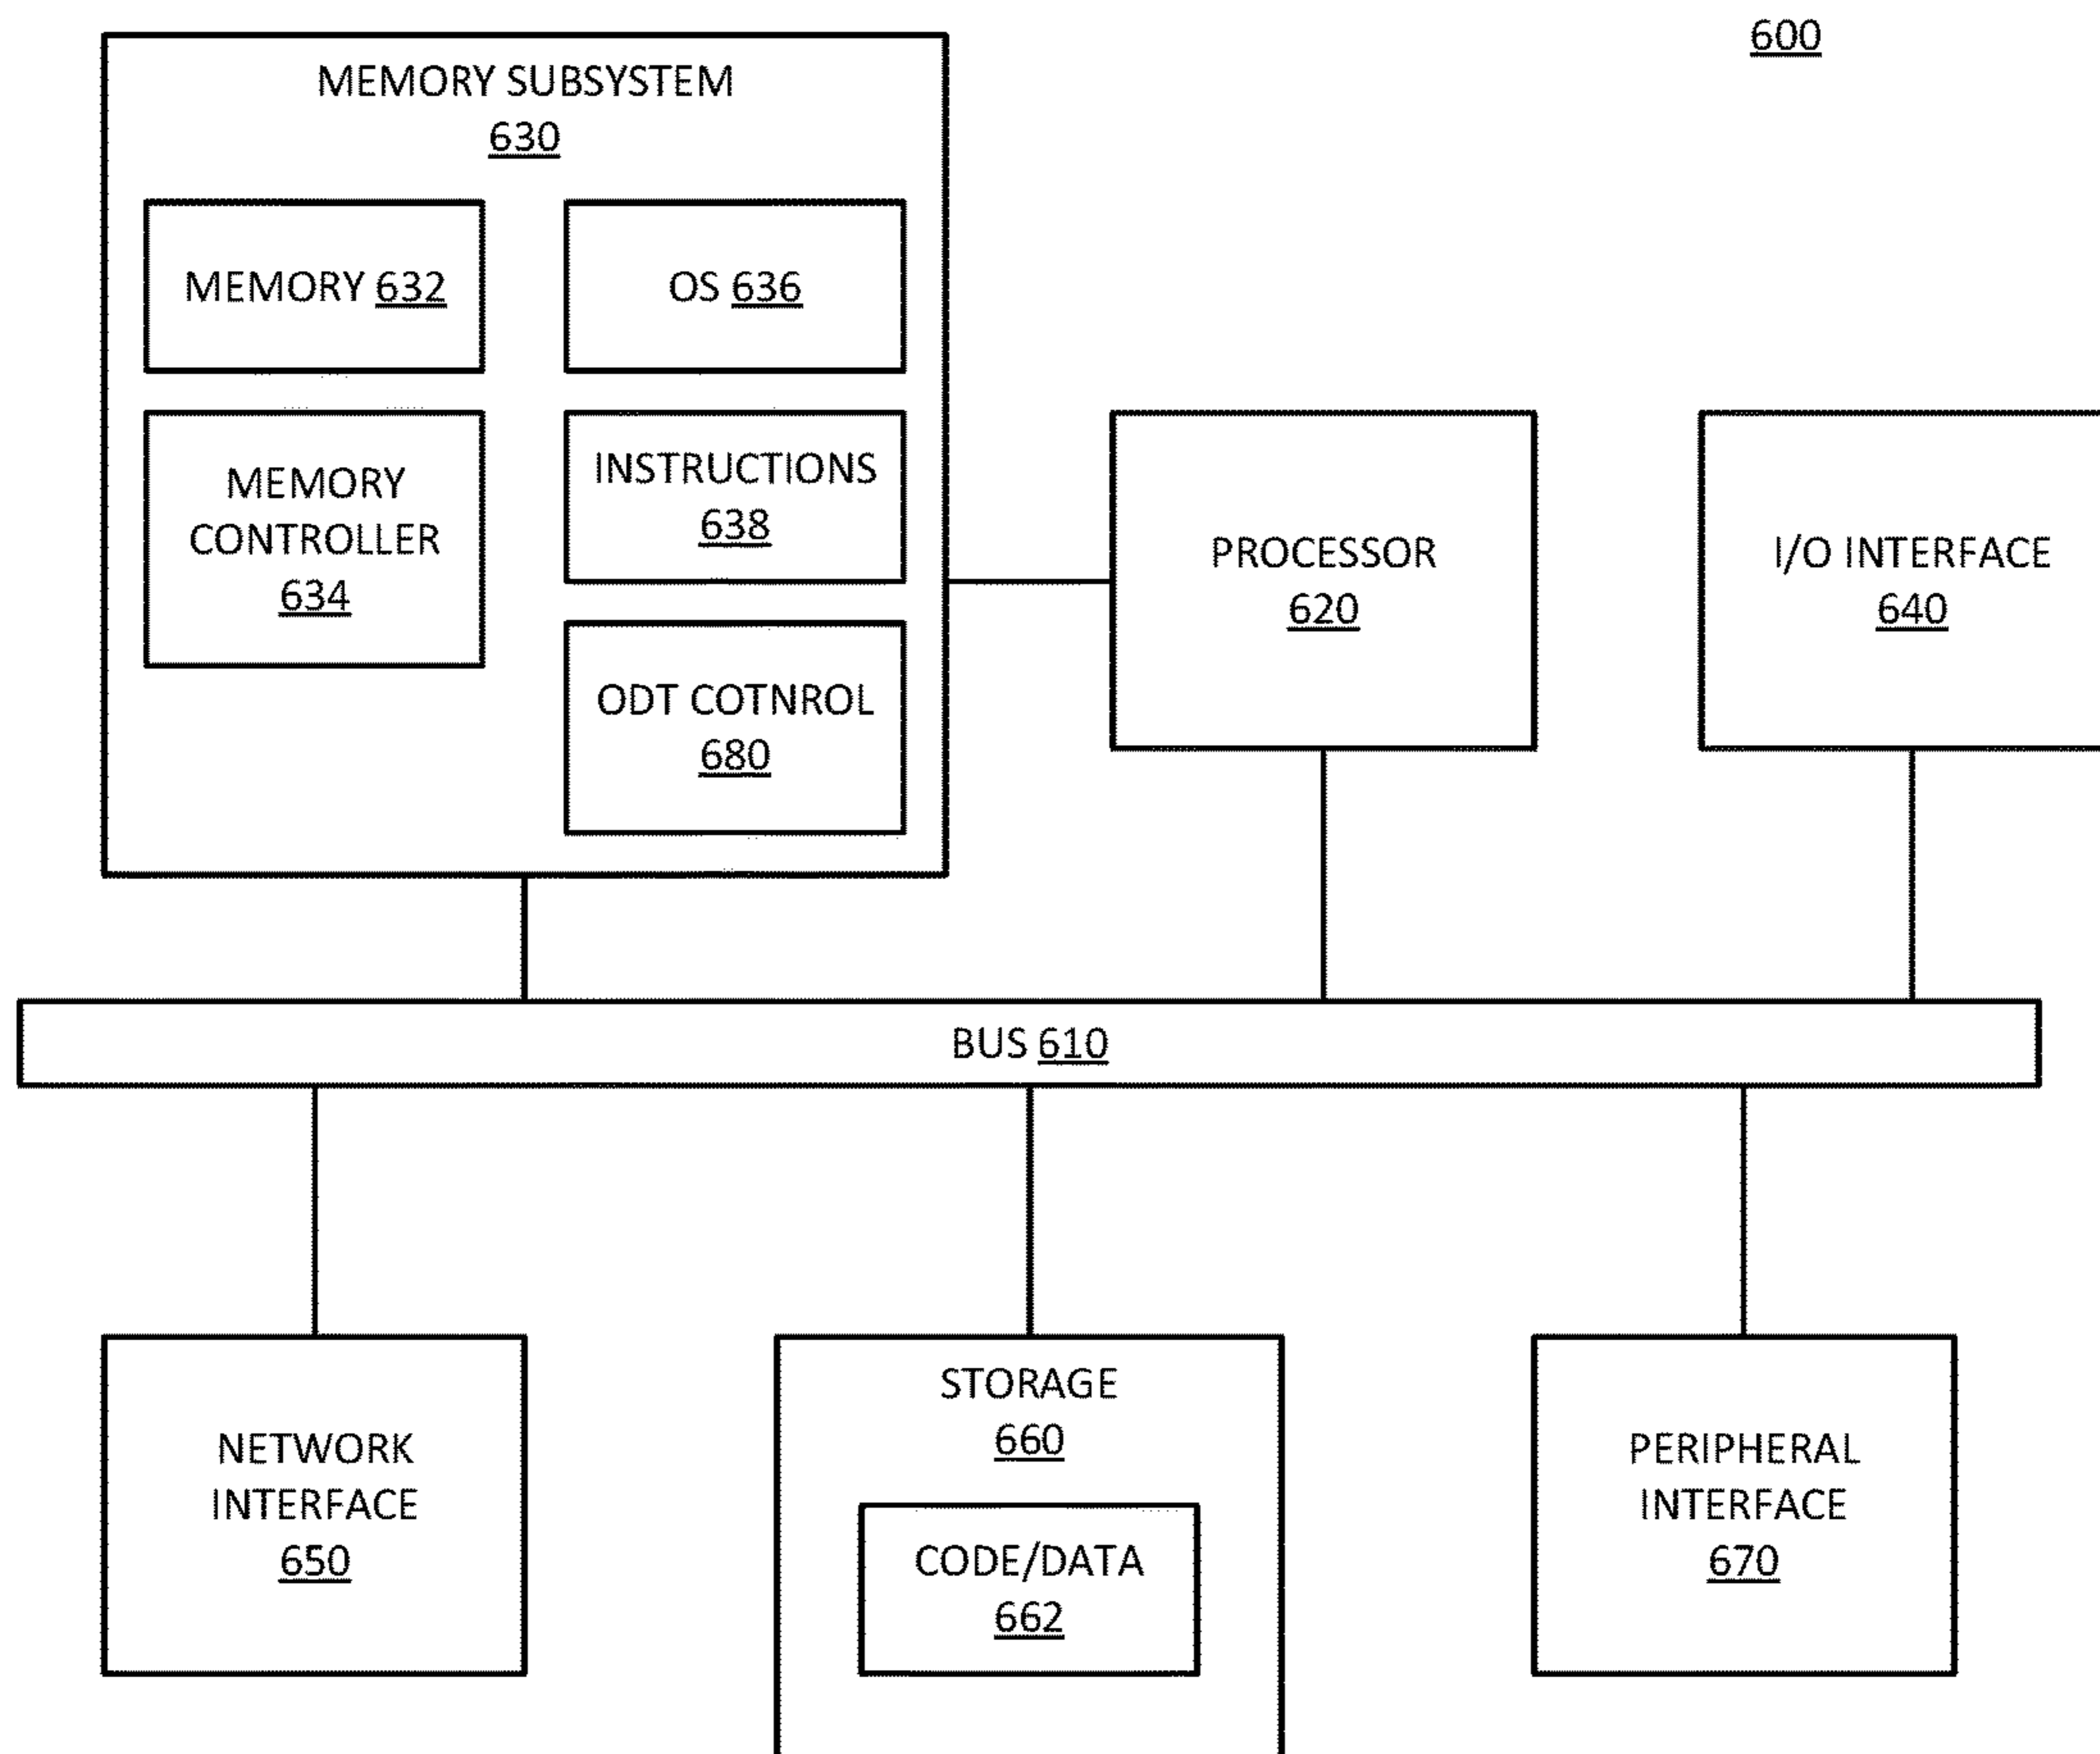 600
MEMORY SUBSYSTEM
630
MEMORY 632
OS 636
MEMORY
CONTROLLER
634
INSTRUCTIONS
638
ODT COTNROL
680
PROCESSOR
620
I/O INTERFACE
640
BUS 610
NETWORK
INTERFACE
650
STORAGE
660
CODE/DATA
662
PERIPHERAL
INTERFACE
670